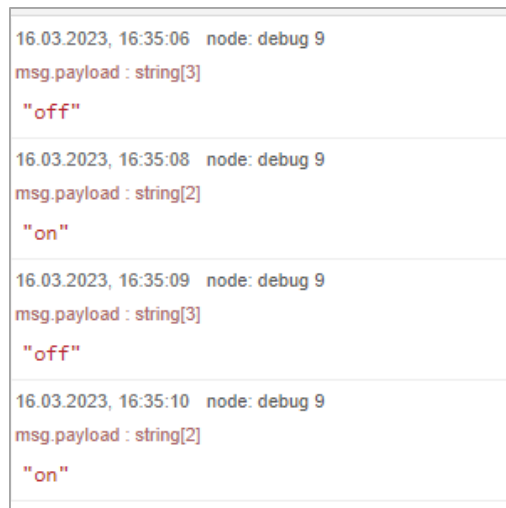 16.03.2023, 16:35:06 node: debug 9
msg.payload : string[3]
"off"
16.03.2023, 16:35:08 node: debug 9
msg.payload : string[2]
"on"
16.03.2023, 16:35:09 node: debug 9
msg.payload : string[3]
"off"
16.03.2023, 16:35:10 node: debug 9
msg.payload : string[2]
"on"